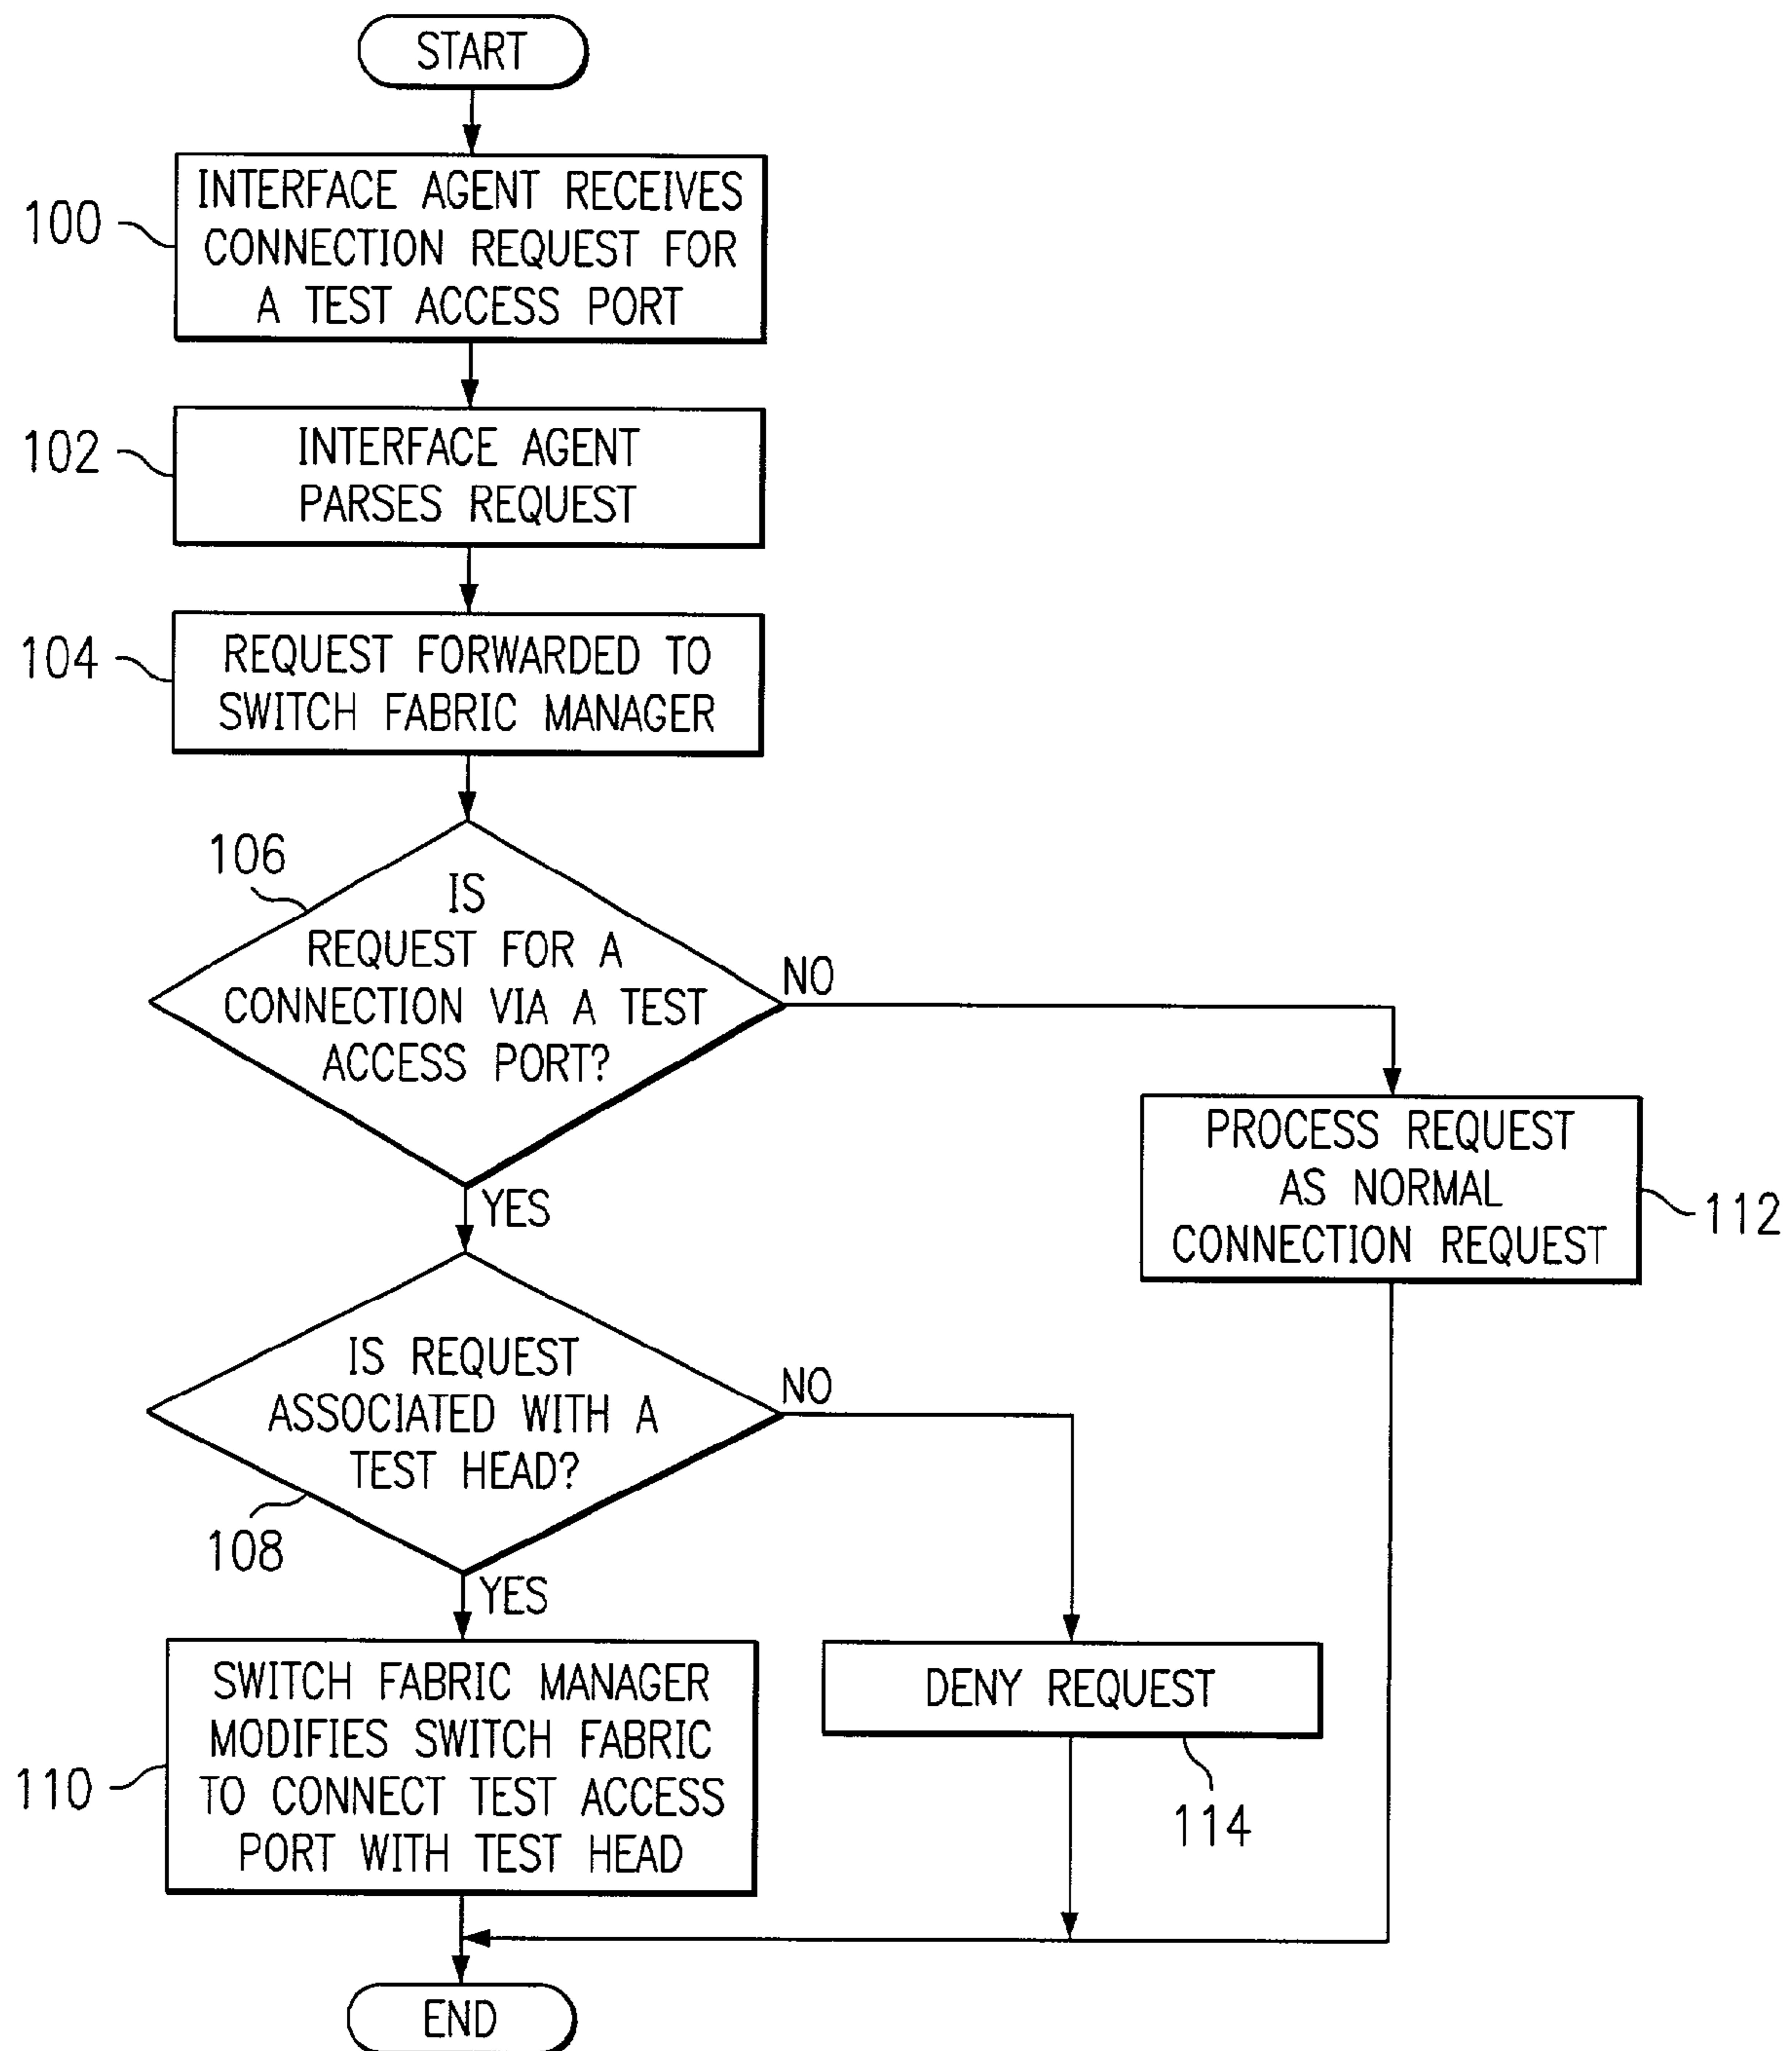 START
INTERFACE AGENT RECEIVES
CONNECTION REQUEST FOR
A TEST ACCESS PORT
100
INTERFACE AGENT
PARSES REQUEST
102
REQUEST FORWARDED TO
SWITCH FABRIC MANAGER
104
106
IS
REQUEST FOR A
CONNECTION VIA A TEST
ACCESS PORT?
NO
YES
PROCESS REQUEST
AS NORMAL
CONNECTION REQUEST
112
IS REQUEST
ASSOCIATED WITH A
TEST HEAD?
108
NO
YES
SWITCH FABRIC MANAGER
MODIFIES SWITCH FABRIC
TO CONNECT TEST ACCESS
PORT WITH TEST HEAD
110
DENY REQUEST
114
END